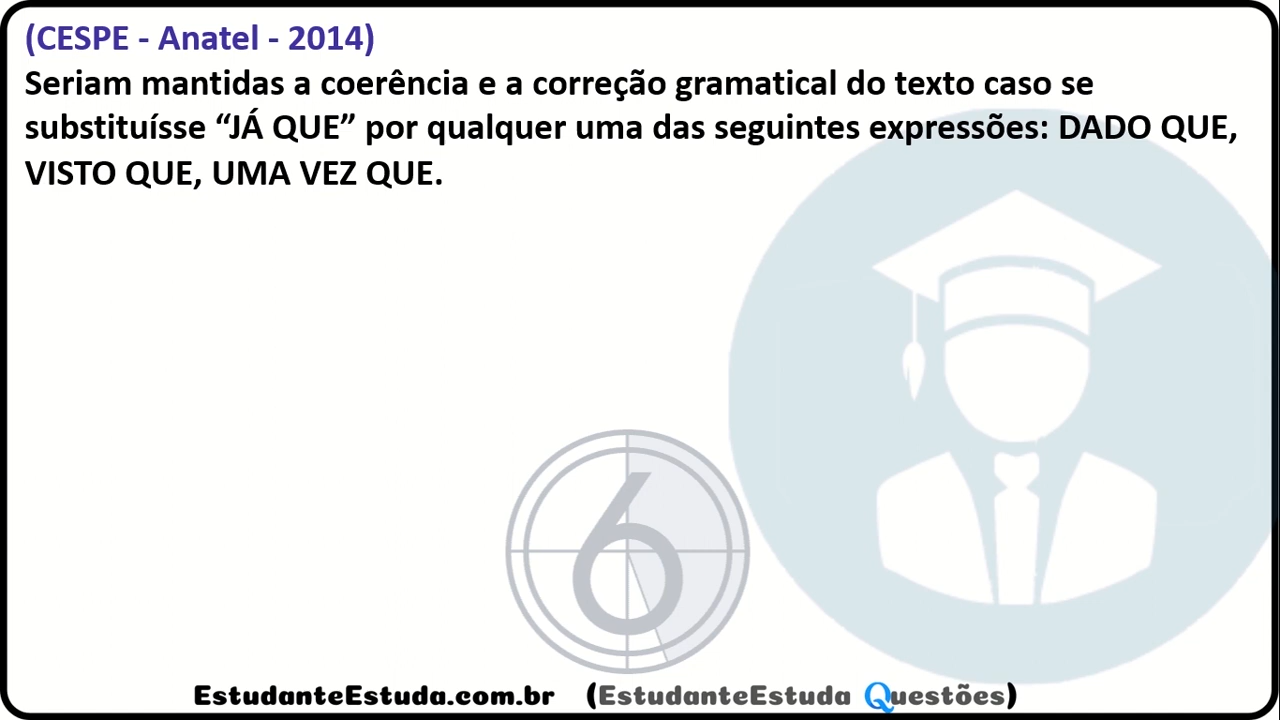 (CESPE - Anatel - 2014)
Seriam mantidas a coerência e a correção gramatical do texto caso se
substituísse “JÁ QUE” por qualquer uma das seguintes expressões: DADO QUE,
VISTO QUE, UMA VEZ QUE.
6
EstudanteEstuda.com.br (EstudanteEstuda Questões)